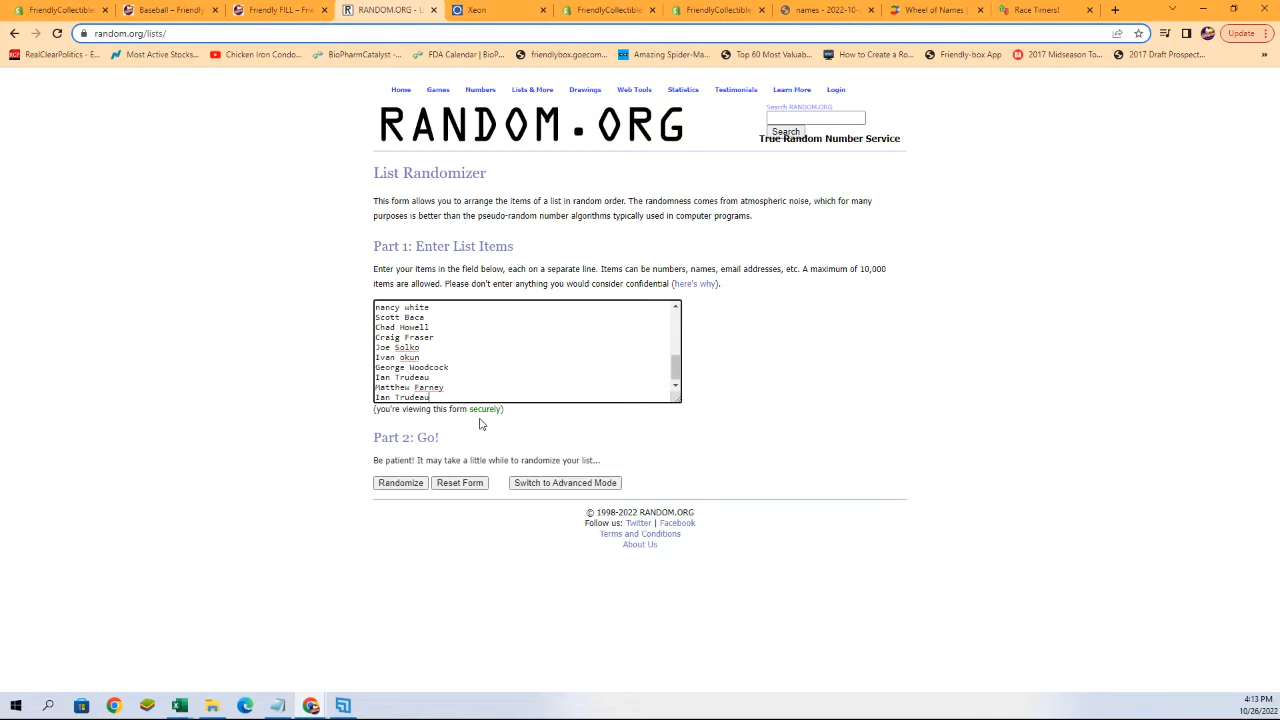 FriendlyCollectible
Baseball – Friendly
Friendly FILL – Frie
RANDOM.ORG - Li
Xeon
FriendlyCollectible
FriendlyCollectible
names - 2022-10-
Wheel of Names |
Race Timers!
random.org/lists/
Update
RealClearPolitics - E...
Most Active Stocks...
Chicken Iron Condo...
BioPharmCatalyst -...
FDA Calendar | BioP...
friendlybox.goecom...
Amazing Spider-Ma...
Top 60 Most Valuab...
How to Create a Ro...
Friendly-box App
2017 Midseason To...
2017 Draft Prospect...
Home Games Numbers Lists & More Drawings Web Tools Statistics Testimonials Learn More Login
RANDOM.ORG
Search RANDOM.ORG
Search
True Random Number Service
List Randomizer
This form allows you to arrange the items of a list in random order. The randomness comes from atmospheric noise, which for many
purposes is better than the pseudo-random number algorithms typically used in computer programs.
Part 1: Enter List Items
Enter your items in the field below, each on a separate line. Items can be numbers, names, email addresses, etc. A maximum of 10,000
items are allowed. Please don't enter anything you would consider confidential (here's why).
nancy white
Scott Baca
Chad Howell
Craig Fraser
Joe Solko
Ivan okun
George Woodcock
Ian Trudeau
Matthew Farney
Ian Trudeau
(you're viewing this form securely)
Part 2: Go!
Be patient! It may take a little while to randomize your list...
Randomize Reset Form Switch to Advanced Mode
© 1998-2022 RANDOM.ORG
Follow us: Twitter | Facebook
Terms and Conditions
About Us
4:13 PM
10/26/2022